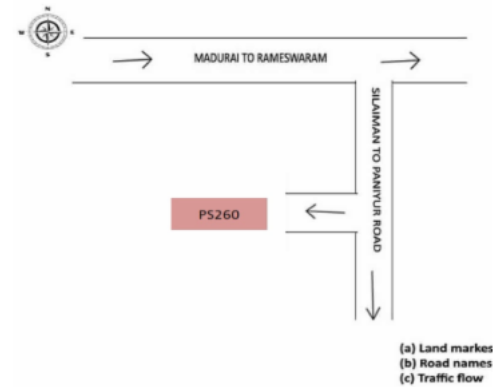 N
W
S
MADURAI TO RAMESWARAM
SILAIMAN TO PANIYUR ROAD
PS260
(a) Land markes
(b) Road names
(c) Traffic flow